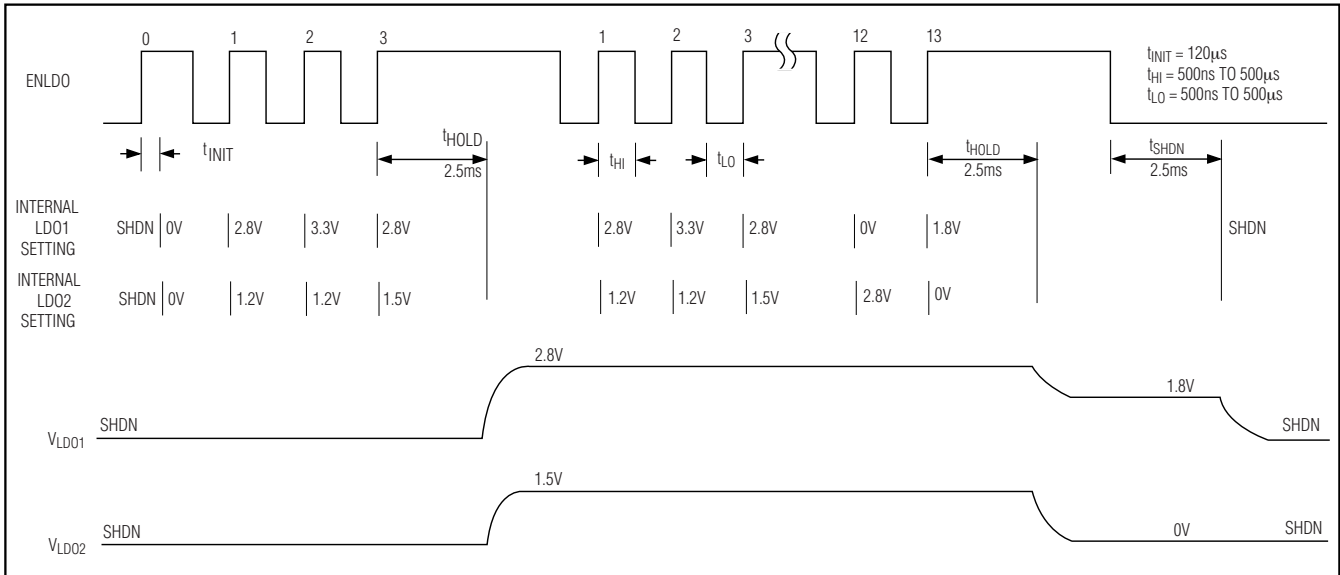 0 1 2 3 1 2 3 12 13
ENLDO
tINIT = 120μs
tHI = 500ns TO 500μs
tLO = 500ns TO 500μs
tINIT
tHOLD
2.5ms
tHI
tLO
tHOLD
2.5ms
tSHDN
2.5ms
INTERNAL
LDO1
SETTING
SHDN 0V 2.8V 3.3V 2.8V 2.8V 3.3V 2.8V 0V 1.8V SHDN
INTERNAL
LDO2
SETTING
SHDN 0V 1.2V 1.2V 1.5V 1.2V 1.2V 1.5V 2.8V 0V
2.8V
1.8V
VLDO1
SHDN
SHDN
1.5V
VLDO2
SHDN
0V
SHDN